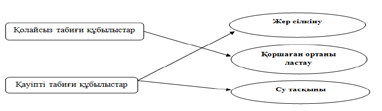 Жер сілкіну
Қолайсыз табиғи құбылыстар
Қоршаған ортаны
ластау
Қауіпті табиғи құбылыстар
Су тасқыны